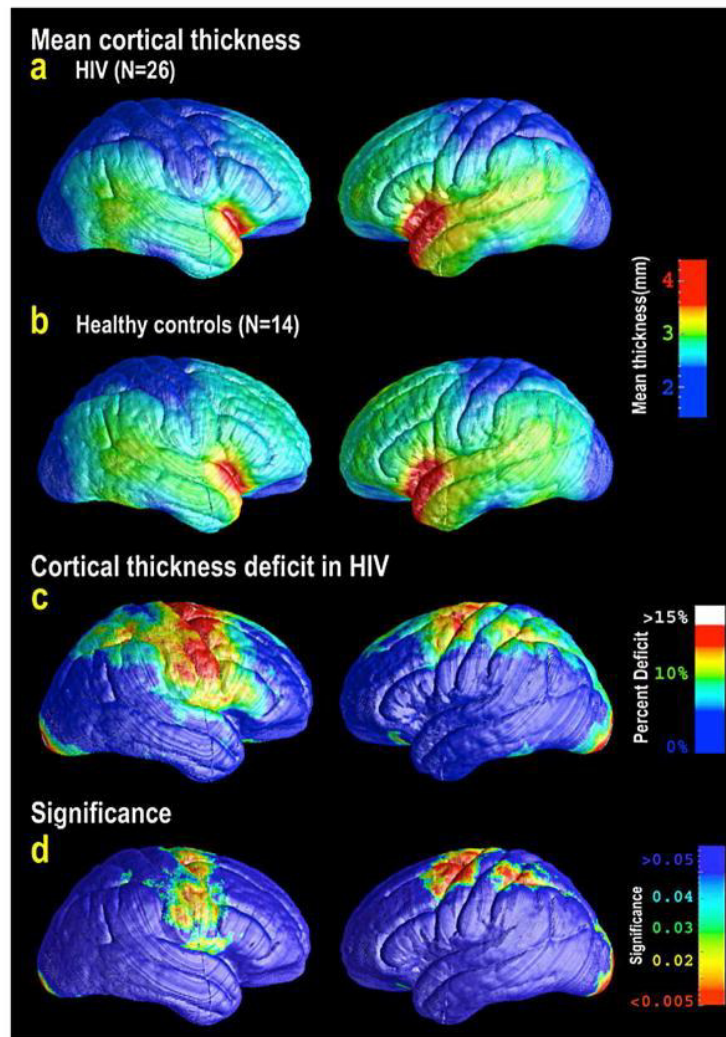 Mean cortical thickness
a HIV (N=26)
b Healthy controls (N=14)
4
3
2
Mean thickness(mm)
Cortical thickness deficit in HIV
c
>15%
10%
0%
Percent Deficit
Significance
d
>0.05
0.04
0.03
0.02
<0.005
Significance